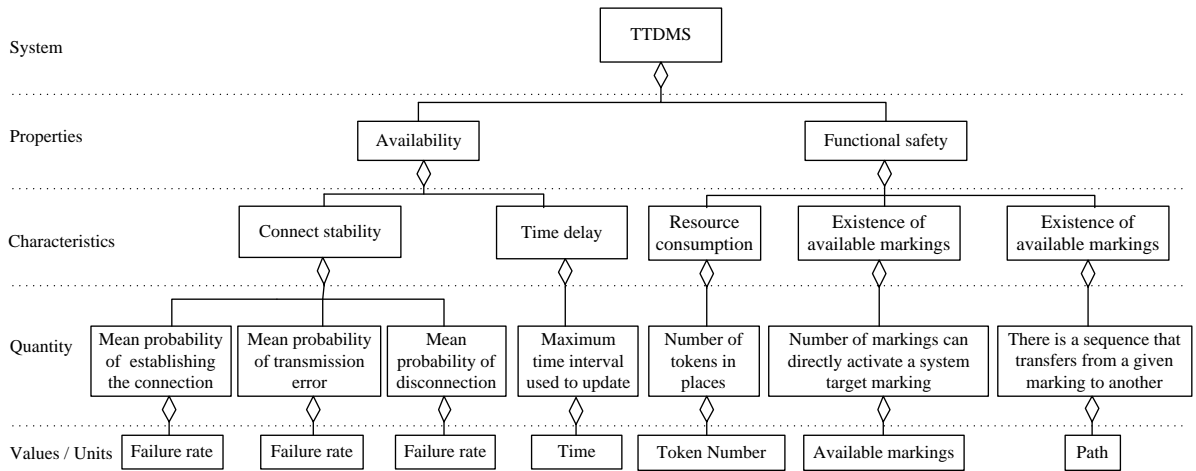 System
TTDMS
Properties
Availability
Functional safety
Characteristics
Connect stability
Time delay
Resource
consumption
Existence of
available markings
Existence of
available markings
Quantity
Mean probability
of establishing
the connection
Mean probability
of transmission
error
Mean
probability of
disconnection
Maximum
time interval
used to update
Number of
tokens in
places
Number of markings can
directly activate a system
target marking
There is a sequence that
transfers from a given
marking to another
Values / Units
Failure rate
Failure rate
Failure rate
Time
Token Number
Available markings
Path